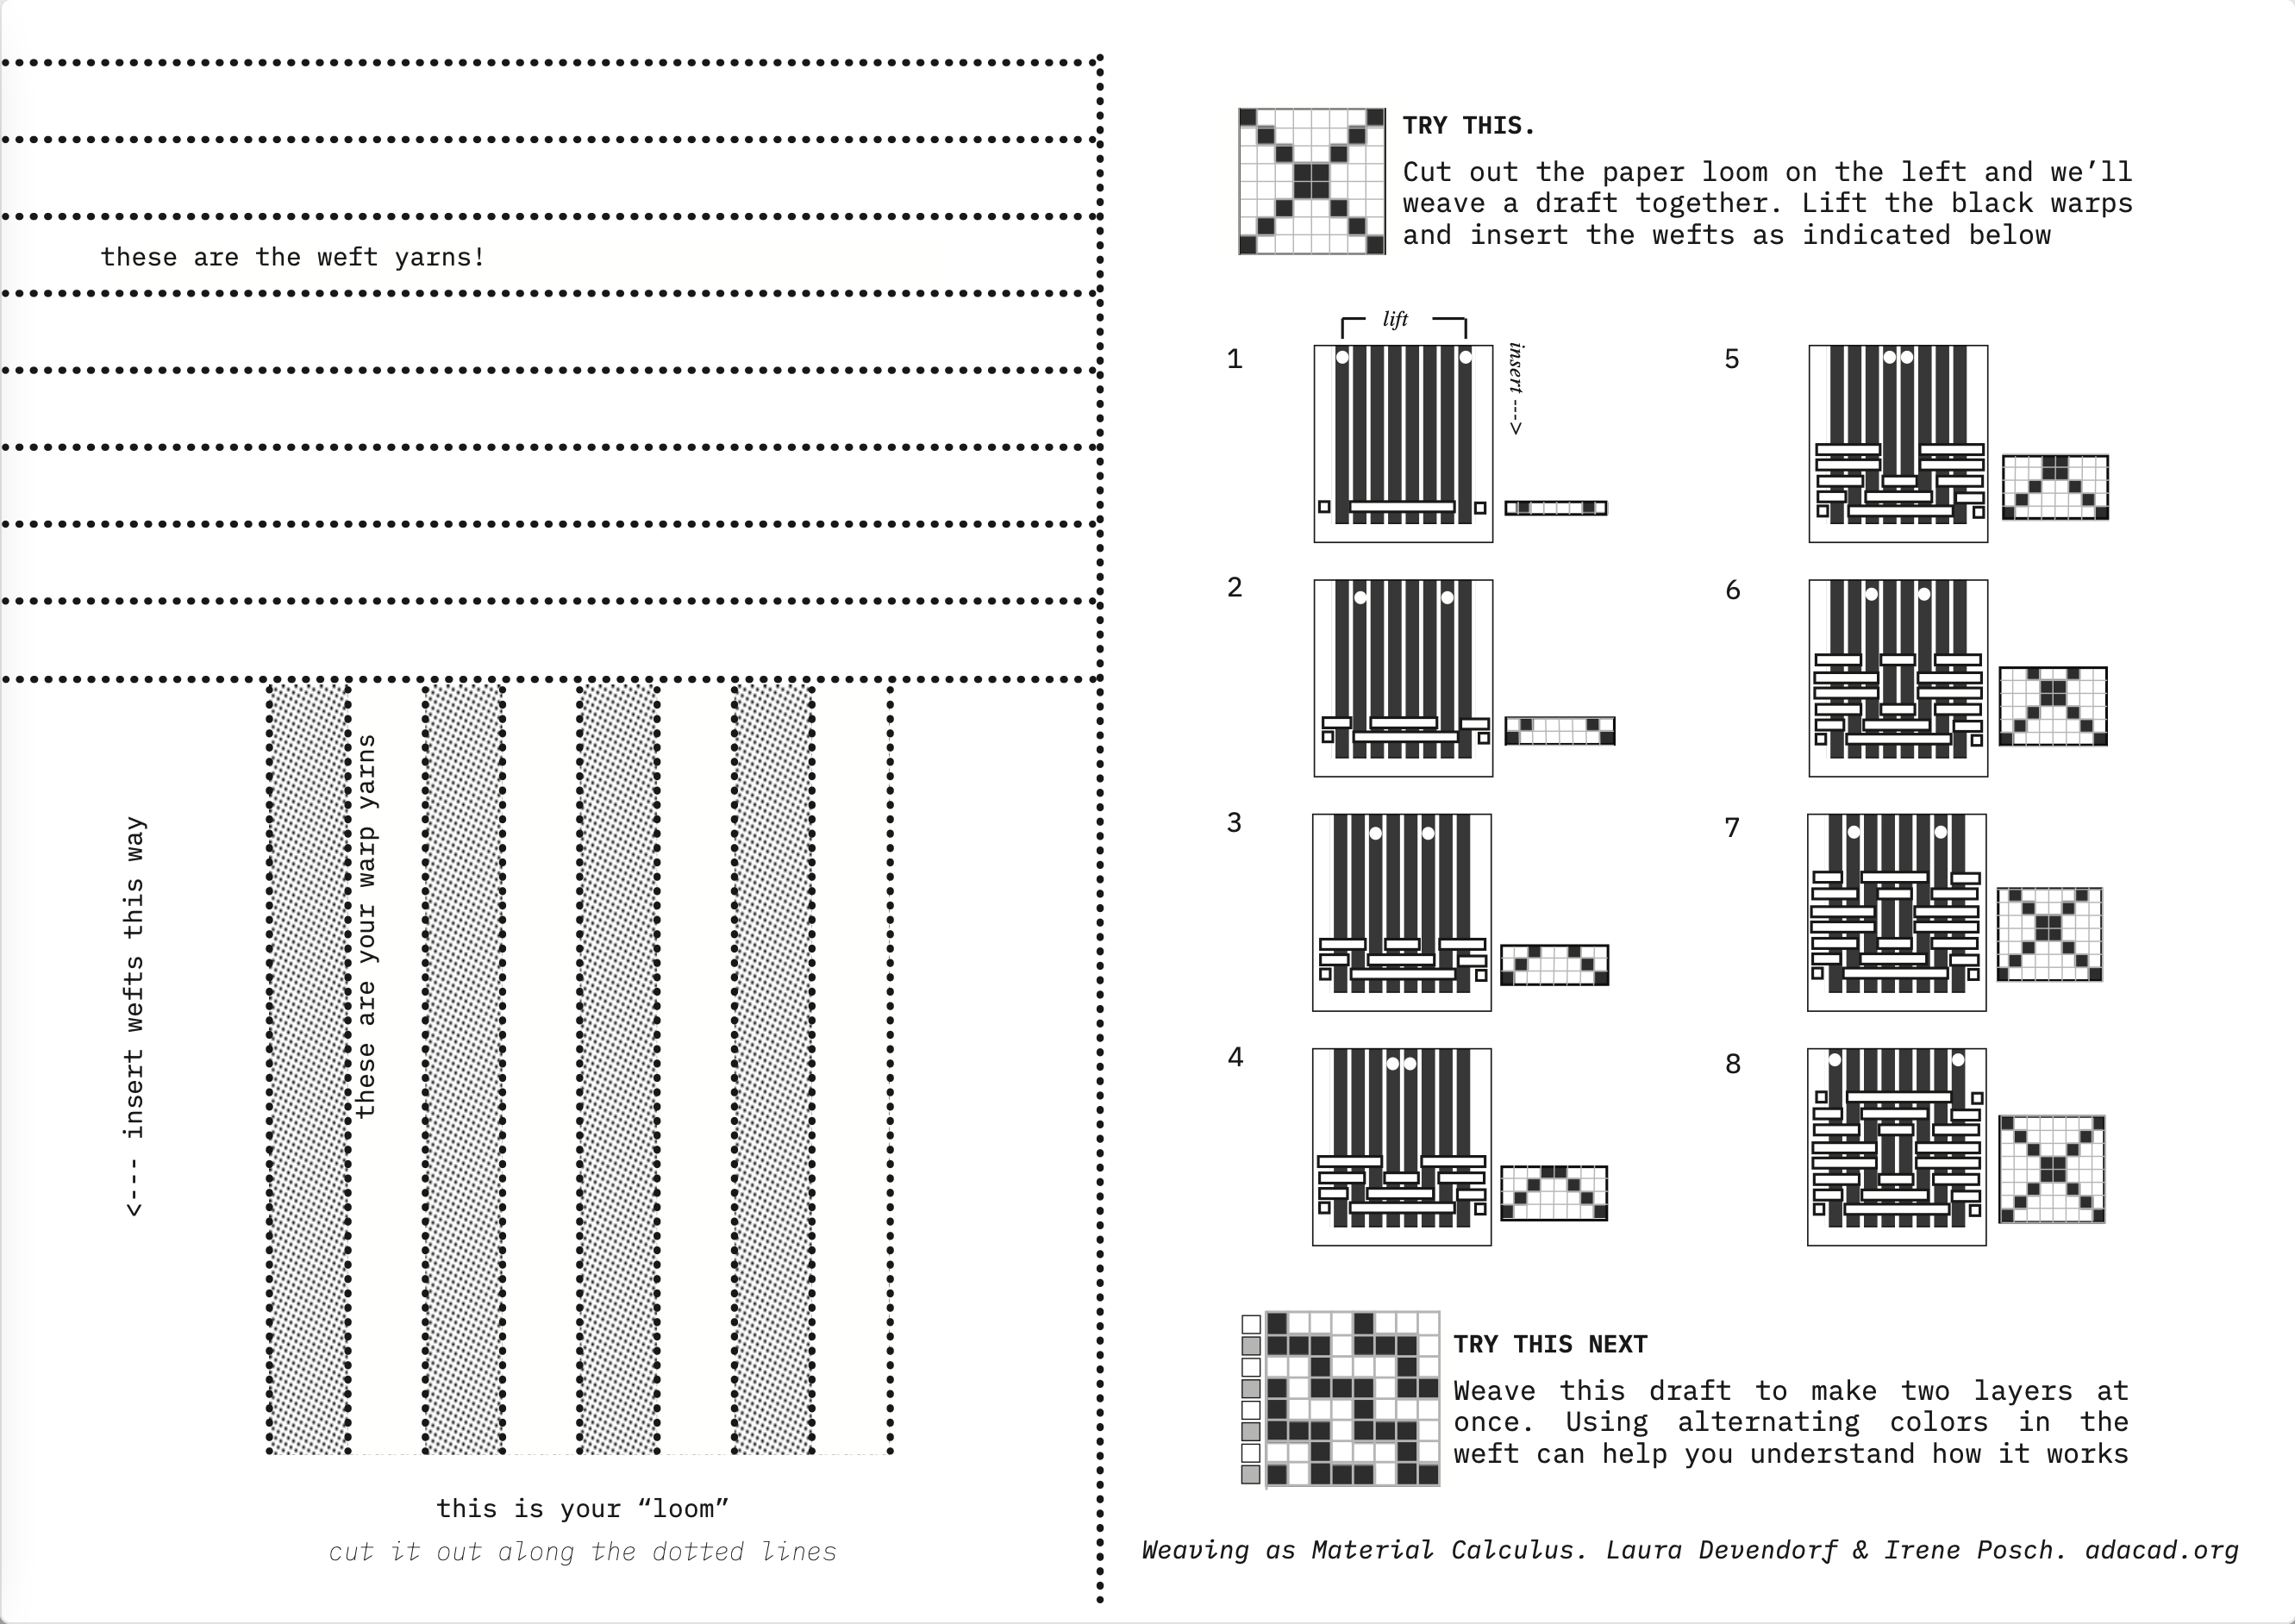 these are the weft yarns!
these are your warp yarns
<--- insert wefts this way
this is your “loom”
cut it out along the dotted lines
TRY THIS.
Cut out the paper loom on the left and we’ll
weave a draft together. Lift the black warps
and insert the wefts as indicated below
lift
insert --->
1
2
3
4
5
6
7
8
TRY THIS NEXT
Weave this draft to make two layers at
once. Using alternating colors in the
weft can help you understand how it works
Weaving as Material Calculus. Laura Devendorf & Irene Posch. adacad.org